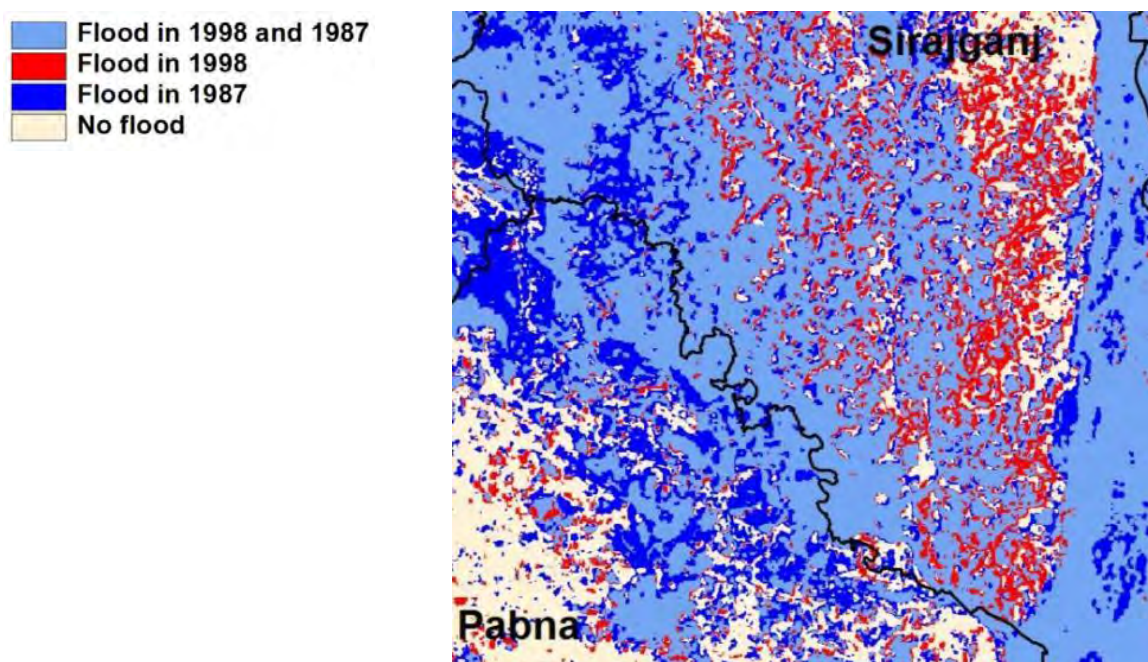 Flood in 1998 and 1987
Flood in 1998
Flood in 1987
No flood
Sirajganj
Pabna